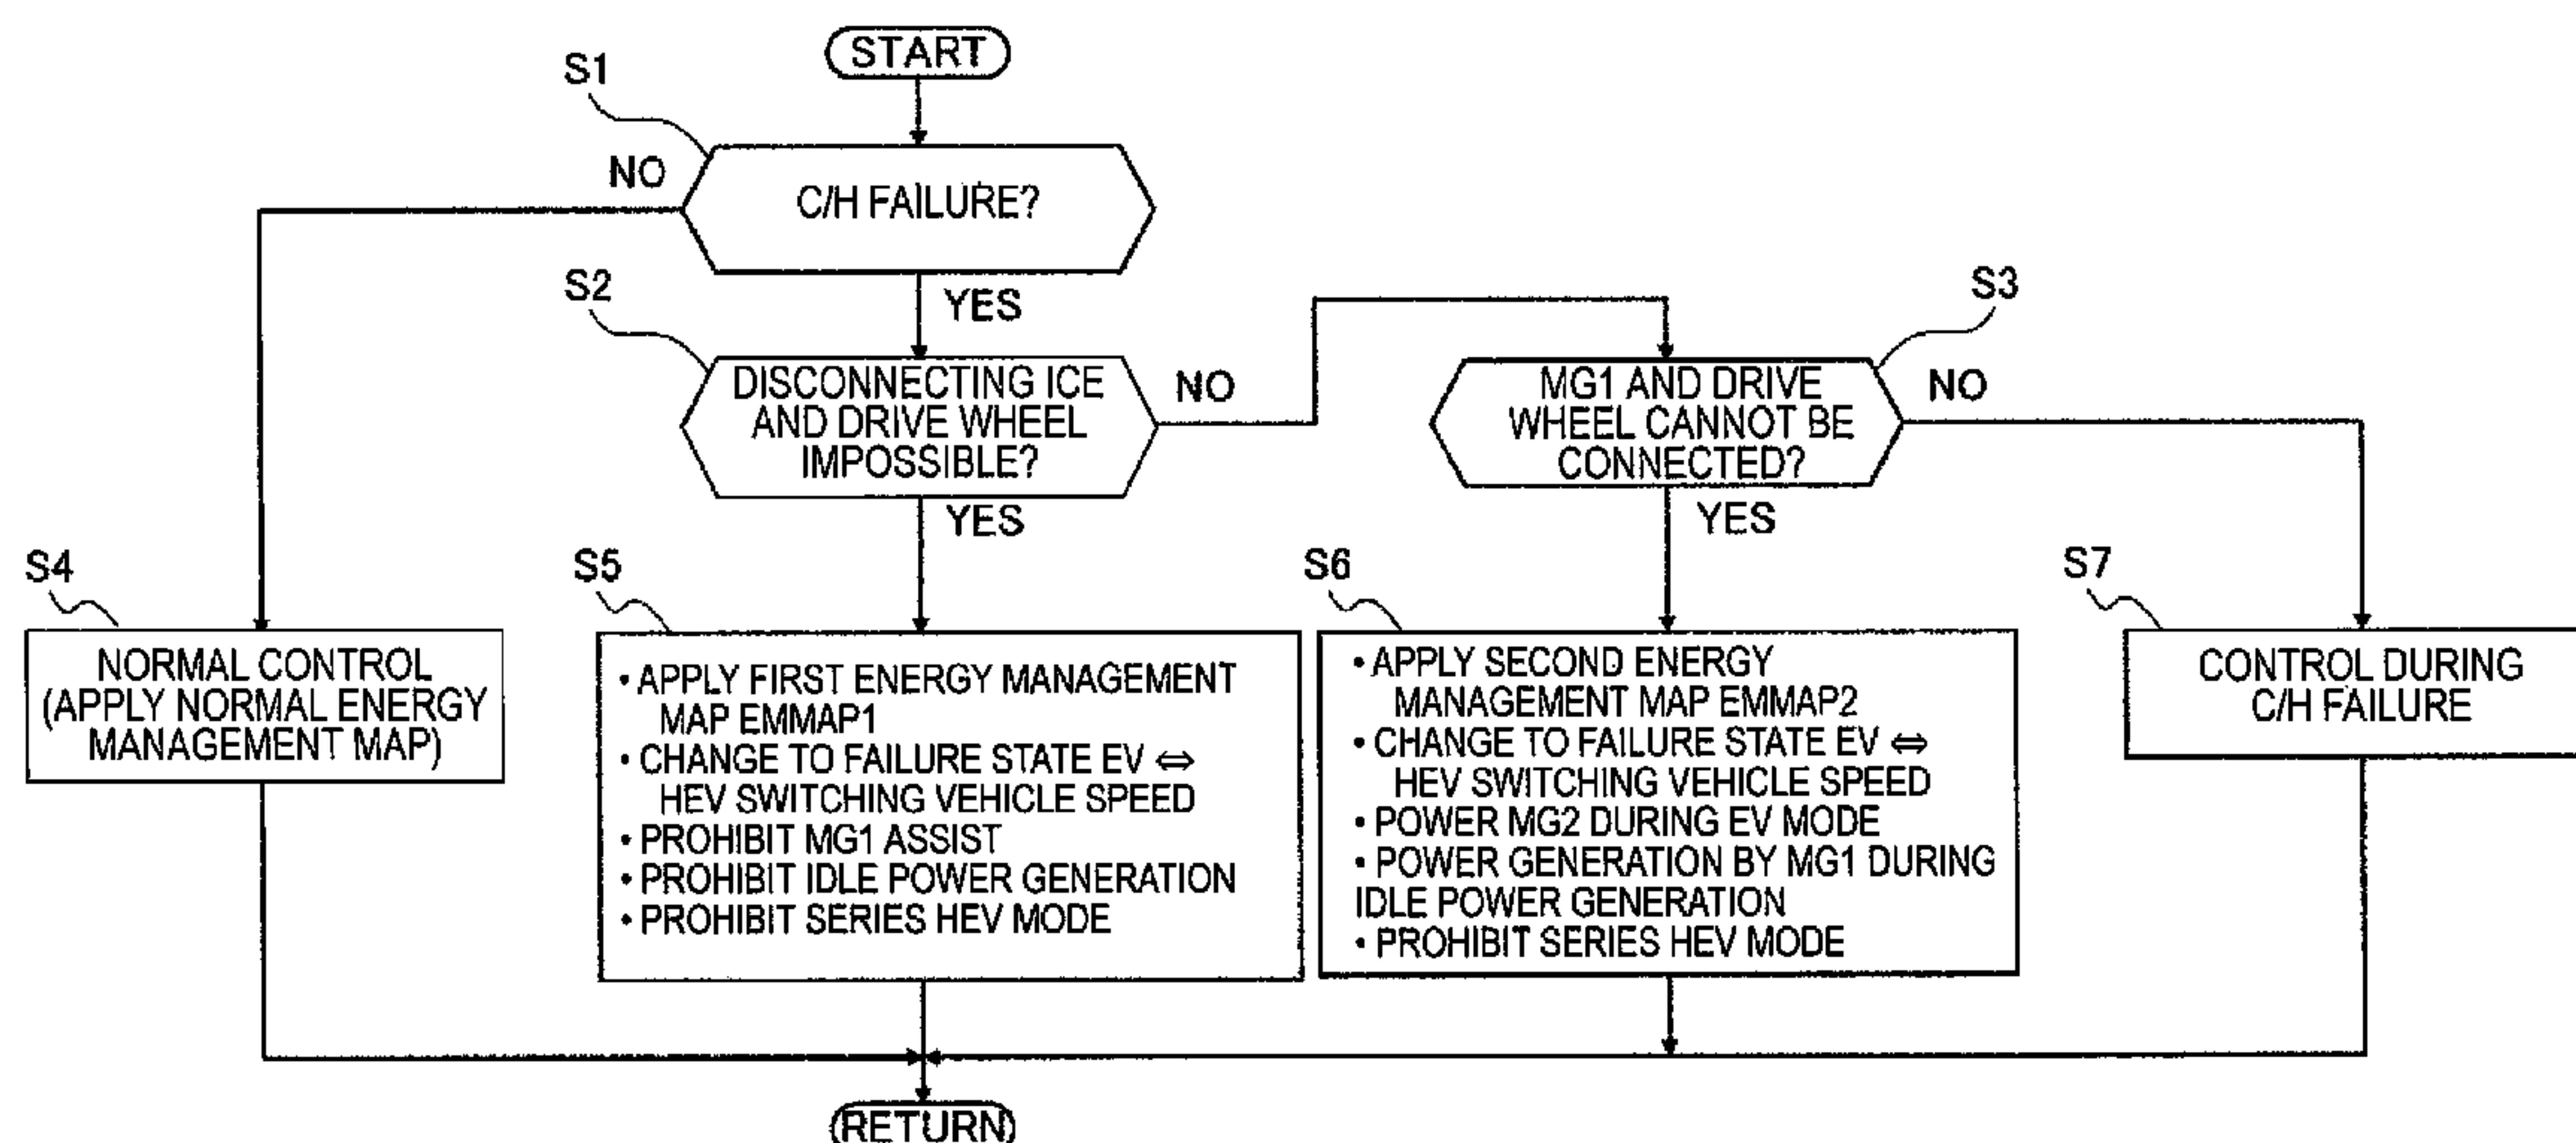 START
S1
NO
C/H FAILURE?
YES
S2
DISCONNECTING ICE
AND DRIVE WHEEL
IMPOSSIBLE?
NO
YES
S3
MG1 AND DRIVE
WHEEL CANNOT BE
CONNECTED?
NO
YES
S4
NORMAL CONTROL
(APPLY NORMAL ENERGY
MANAGEMENT MAP)
S5
• APPLY FIRST ENERGY MANAGEMENT
MAP EMMAP1
• CHANGE TO FAILURE STATE EV ⇔
HEV SWITCHING VEHICLE SPEED
• PROHIBIT MG1 ASSIST
• PROHIBIT IDLE POWER GENERATION
• PROHIBIT SERIES HEV MODE
S6
• APPLY SECOND ENERGY
MANAGEMENT MAP EMMAP2
• CHANGE TO FAILURE STATE EV ⇔
HEV SWITCHING VEHICLE SPEED
• POWER MG2 DURING EV MODE
• POWER GENERATION BY MG1 DURING
IDLE POWER GENERATION
• PROHIBIT SERIES HEV MODE
S7
CONTROL DURING
C/H FAILURE
RETURN